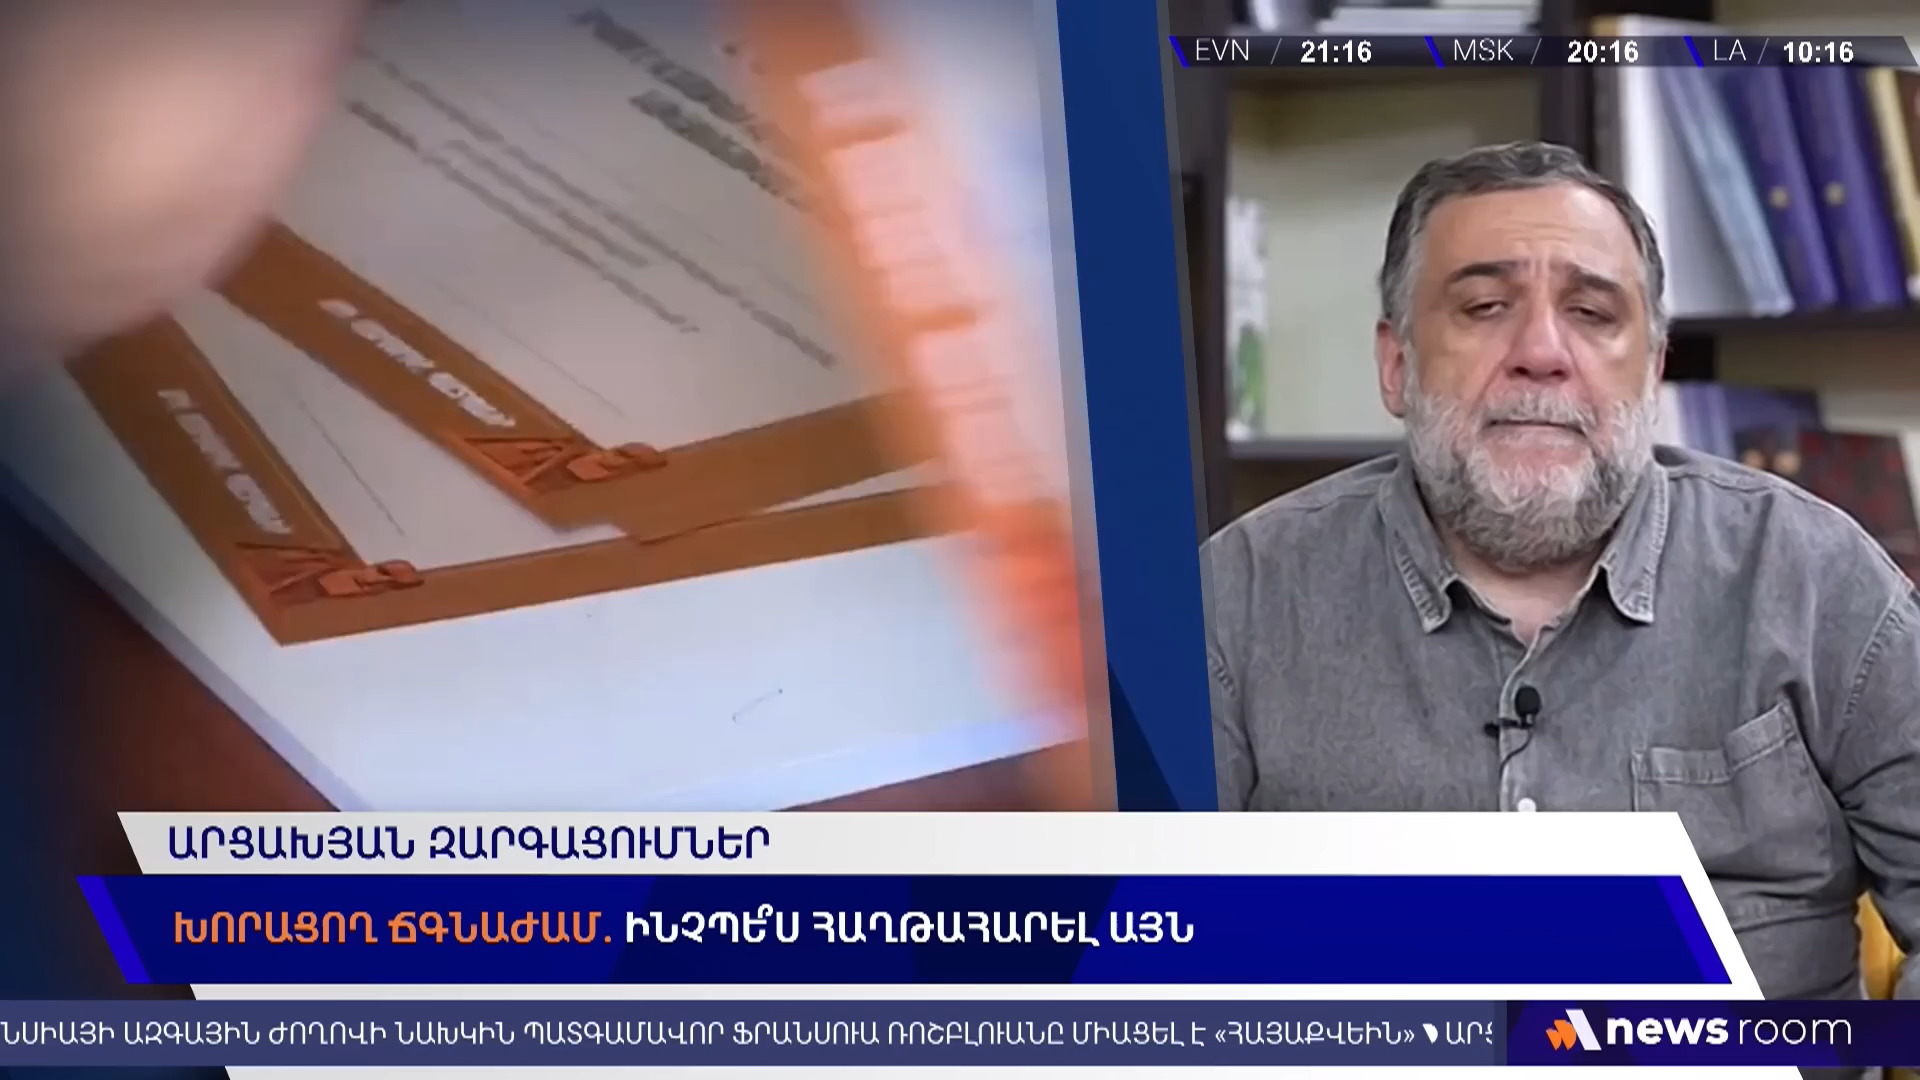 EVN / 21:16 MSK / 20:16 LA / 10:16
ԱՐՑԱԽՅԱՆ ԶԱՐԳԱՑՈՒՄՆԵՐ
ԽՈՐԱՑՈՂ ՃԳՆԱԺԱՄ. ԻՆՉՊԵ՞Ս ՀԱՂԹԱՀԱՐԵԼ ԱՅՆ
ՆՍԻԱՅԻ ԱԶԳԱՅԻՆ ԺՈՂՈՎԻ ՆԱԽԿԻՆ ՊԱՏԳԱՄԱՎՈՐ ՖՐԱՆՍՈՒԱ ՌՈՇԲԼՈՒԱՆԸ ՄԻԱՑԵԼ Է «ՀԱՅԱՔՎԵԻՆ» ԱՐՑ
news room